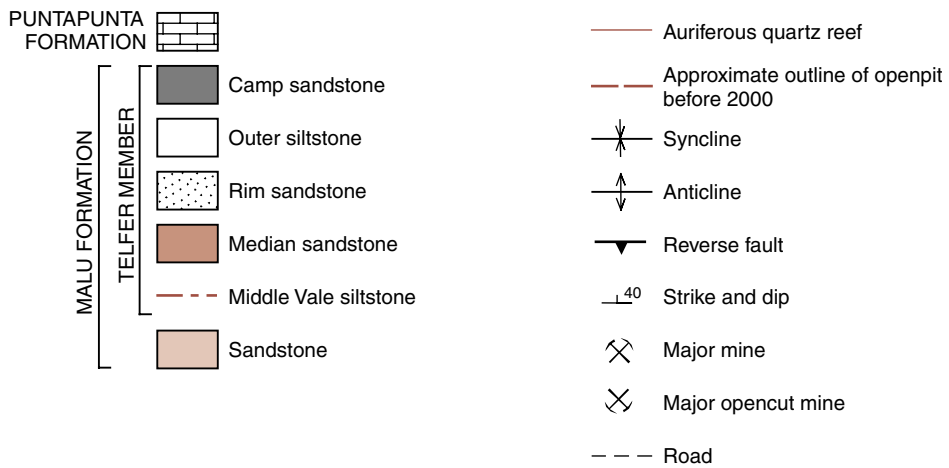 PUNTAPUNTA
FORMATION
MALU FORMATION
TELFER MEMBER
Camp sandstone
Outer siltstone
Rim sandstone
Median sandstone
Middle Vale siltstone
Sandstone
Auriferous quartz reef
Approximate outline of openpit
before 2000
Syncline
Anticline
Reverse fault
40
Strike and dip
Major mine
Major opencut mine
Road